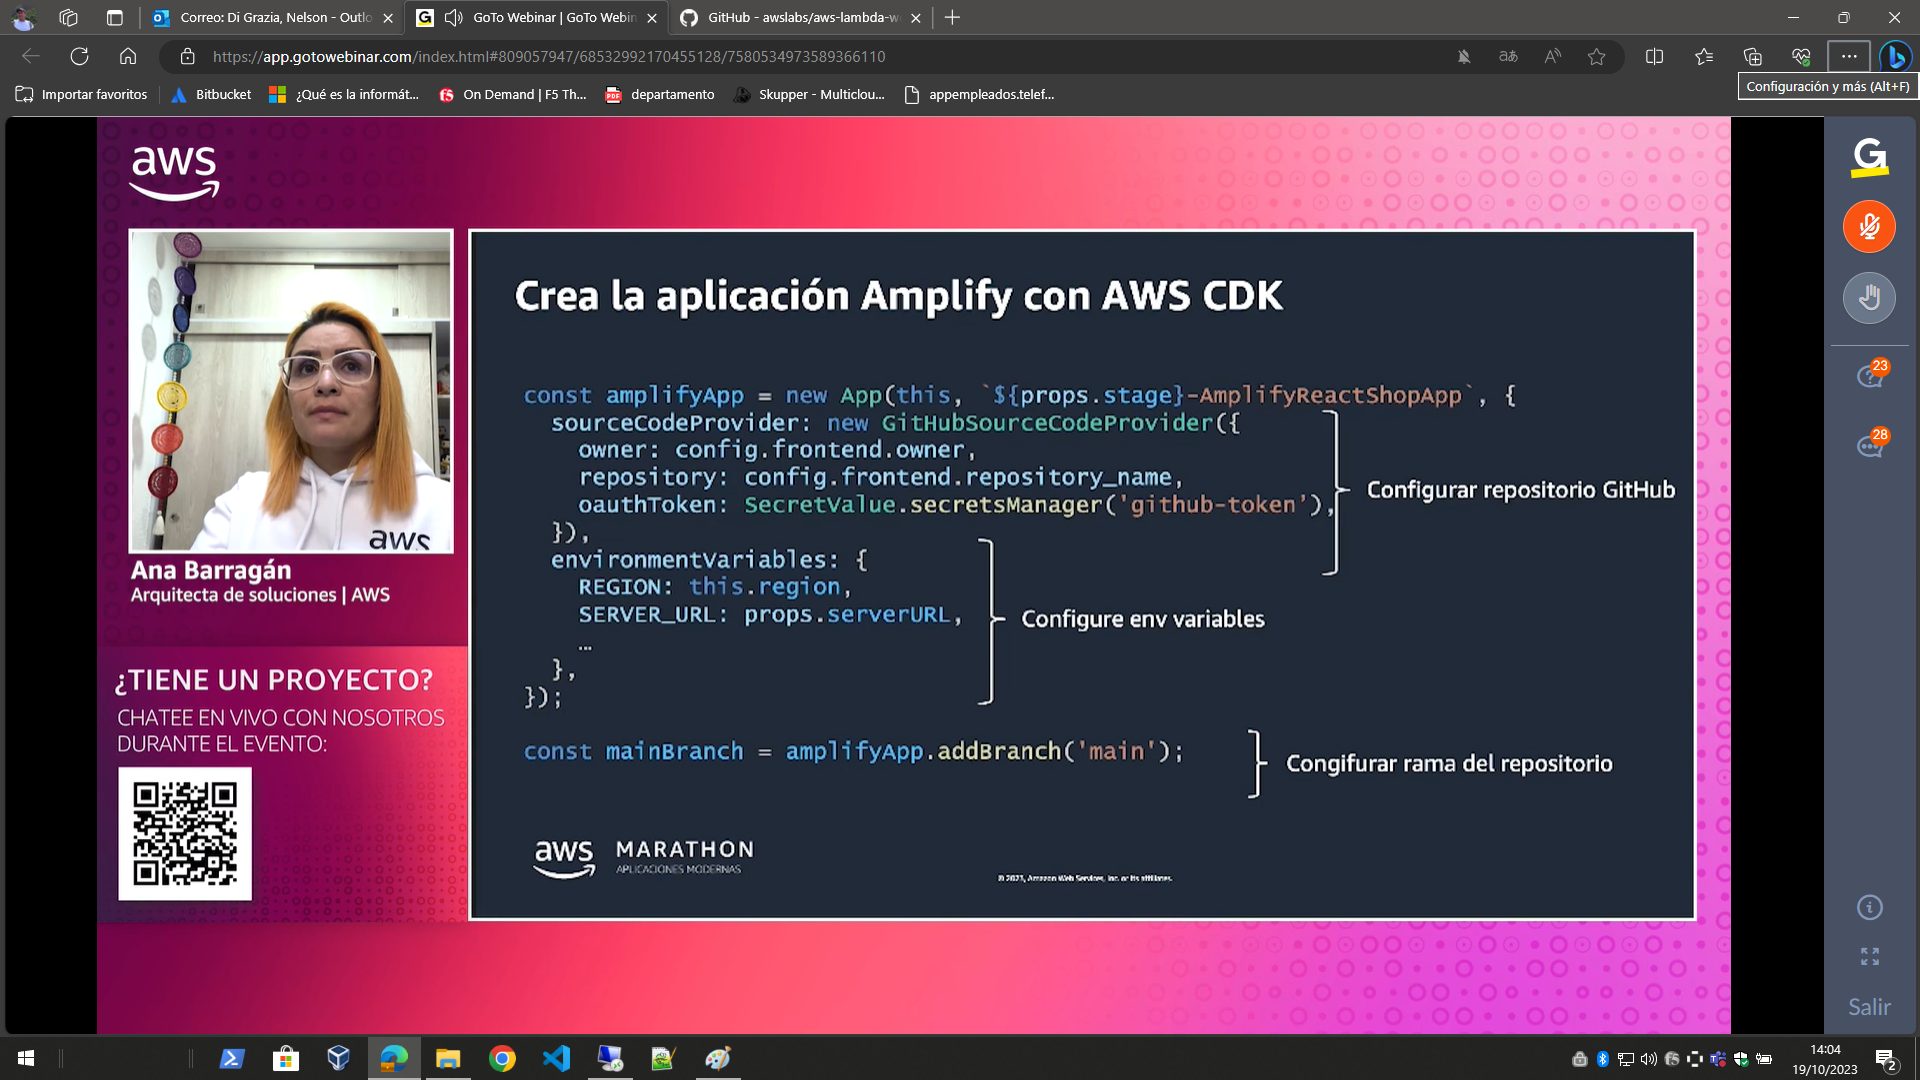 Correo: Di Grazia, Nelson - Outlo
GoTo Webinar | GoTo Webin
GitHub - awslabs/aws-lambda-w
https://app.gotowebinar.com/index.html#809057947/68532992170455128/7580534973589366110
Importar favoritos
Bitbucket
¿Qué es la informát...
On Demand | F5 Th...
departamento
Skupper - Multiclou...
appempleados.telef...
Configuración y más (Alt+F)
aws
aws
Ana Barragán
Arquitecta de soluciones | AWS
¿TIENE UN PROYECTO?
CHATEE EN VIVO CON NOSOTROS
DURANTE EL EVENTO:
Crea la aplicación Amplify con AWS CDK
const amplifyApp = new App(this, `${props.stage}-AmplifyReactShopApp`, {
sourceCodeProvider: new GitHubSourceCodeProvider({
owner: config.frontend.owner,
repository: config.frontend.repository_name,
oauthToken: SecretValue.secretsManager('github-token'),
}),
environmentVariables: {
REGION: this.region,
SERVER_URL: props.serverURL,
…
},
});
const mainBranch = amplifyApp.addBranch('main');
Configurar repositorio GitHub
Configure env variables
Congifurar rama del repositorio
aws MARATHON
APLICACIONES MODERNAS
© 2023, Amazon Web Services, Inc. or its affiliates.
G
23
28
Salir
14:04
19/10/2023
2